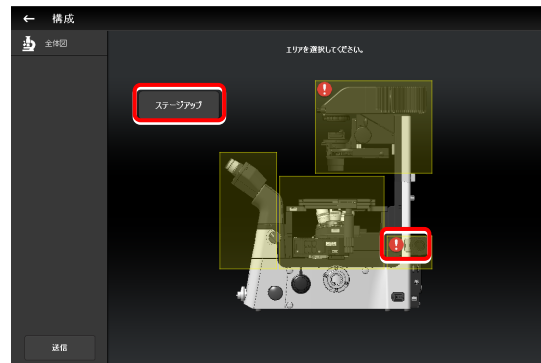 ← 構成
全体図
エリアを選択してください。
ステージアップ
!
!
送信